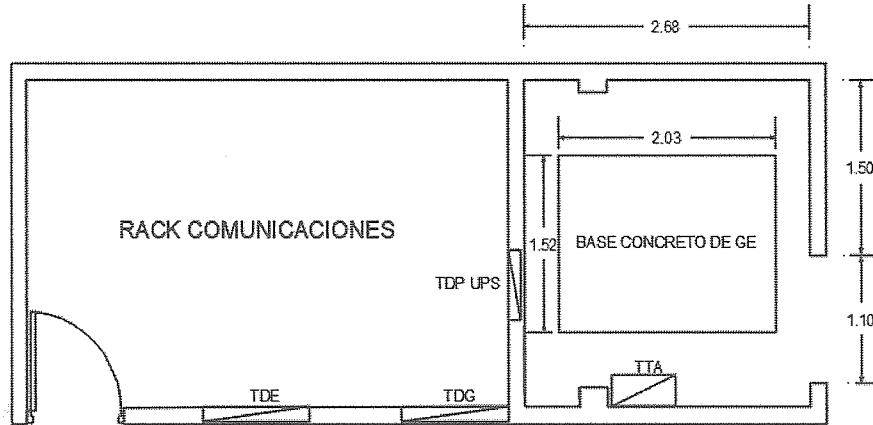 2.68
2.03
1.50
RACK COMUNICACIONES
1.52
BASE CONCRETO DE GE
TDP UPS
1.10
TTA
TDE
TDG